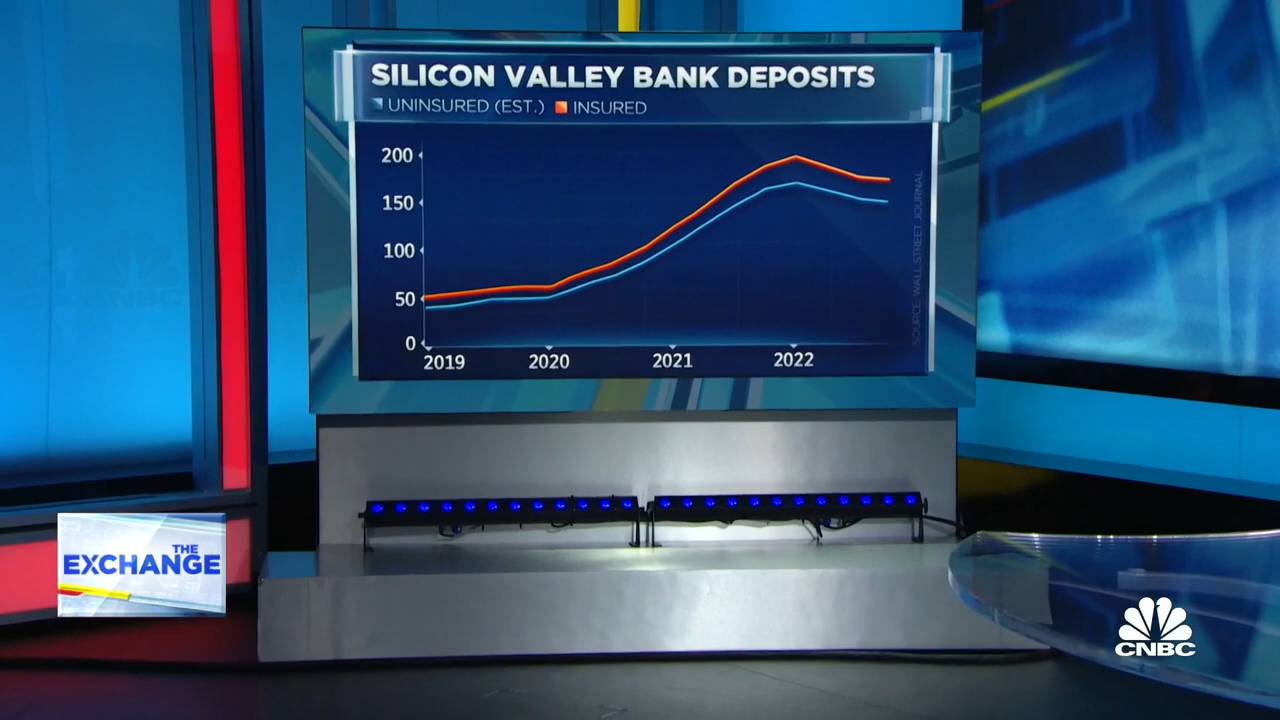 SILICON VALLEY BANK DEPOSITS
UNINSURED (EST.) INSURED
200
150
100
50
0
2019 2020 2021 2022
SOURCE: WALL STREET JOURNAL
THE
EXCHANGE
CNBC